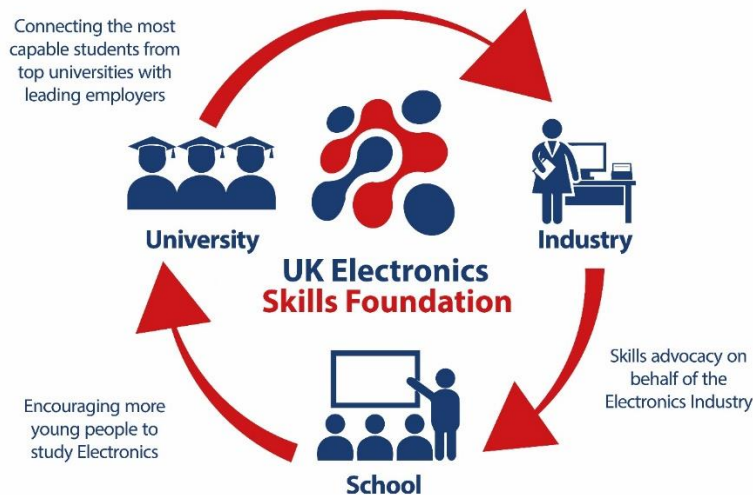 Connecting the most
capable students from
top universities with
leading employers
University
Industry
UK Electronics
Skills Foundation
Skills advocacy on
behalf of the
Electronics Industry
Encouraging more
young people to
study Electronics
School